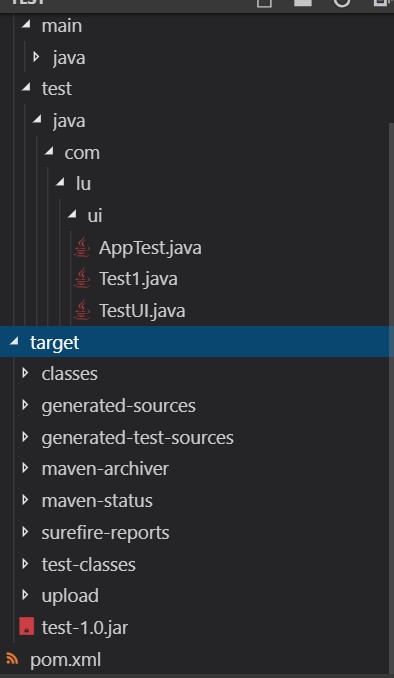 TEST
main
java
test
java
com
lu
ui
AppTest.java
Test1.java
TestUI.java
target
classes
generated-sources
generated-test-sources
maven-archiver
maven-status
surefire-reports
test-classes
upload
test-1.0.jar
pom.xml